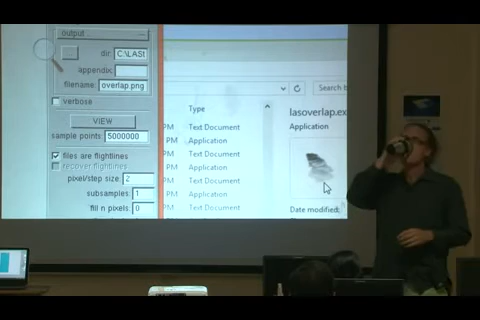 output
dir: C:\LASt
appendix:
filename: overlap.png
verbose
VIEW
sample points: 5000000
files are flightlines
recover flightlines
pixel/step size: 2
subsamples: 1
fill n pixels: 0
Search b
Type
PM Text Document
PM Application
PM Text Document
PM Application
PM Text Document
PM Application
PM Text Document
lasoverlap.ex
Application
Date modified: